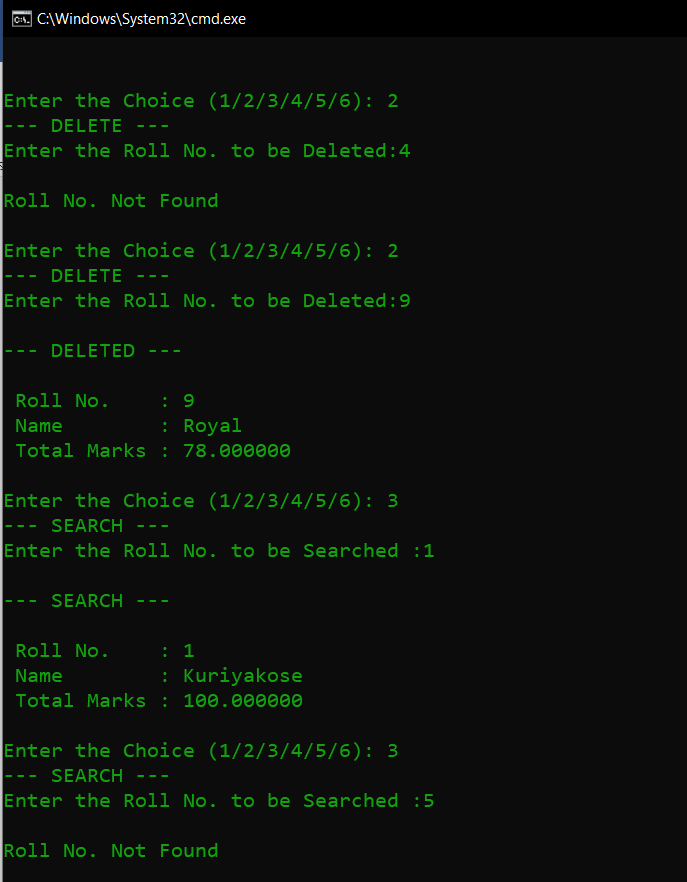 C:\Windows\System32\cmd.exe
Enter the Choice (1/2/3/4/5/6): 2
--- DELETE ---
Enter the Roll No. to be Deleted:4
Roll No. Not Found
Enter the Choice (1/2/3/4/5/6): 2
--- DELETE ---
Enter the Roll No. to be Deleted:9
--- DELETED ---
Roll No.    : 9
Name        : Royal
Total Marks : 78.000000
Enter the Choice (1/2/3/4/5/6): 3
--- SEARCH ---
Enter the Roll No. to be Searched :1
--- SEARCH ---
Roll No.    : 1
Name        : Kuriyakose
Total Marks : 100.000000
Enter the Choice (1/2/3/4/5/6): 3
--- SEARCH ---
Enter the Roll No. to be Searched :5
Roll No. Not Found